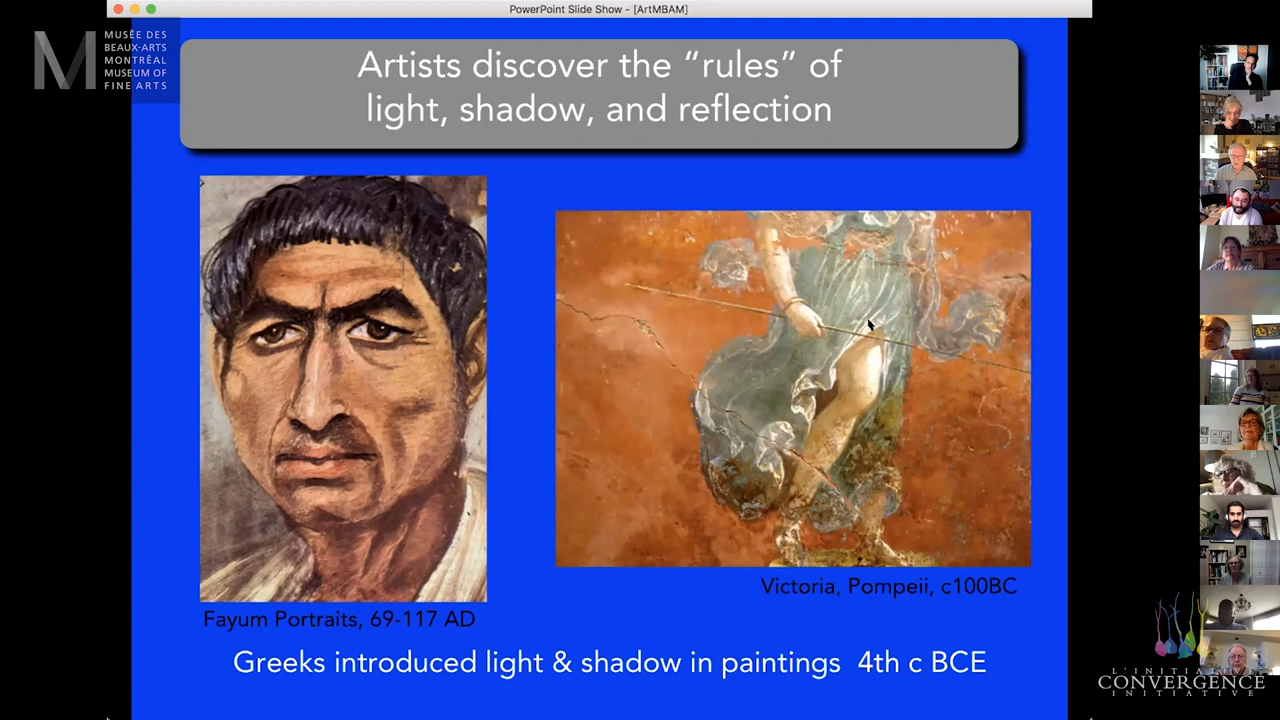 PowerPoint Slide Show - [ArtMBAM]
M
MUSÉE DES
BEAUX-ARTS
MONTRÉAL
MUSEUM OF
FINE ARTS
Artists discover the “rules” of
light, shadow, and reflection
Victoria, Pompeii, c100BC
Fayum Portraits, 69-117 AD
Greeks introduced light & shadow in paintings 4th c BCE
L'INITIATIVE
CONVERGENCE
INITIATIVE